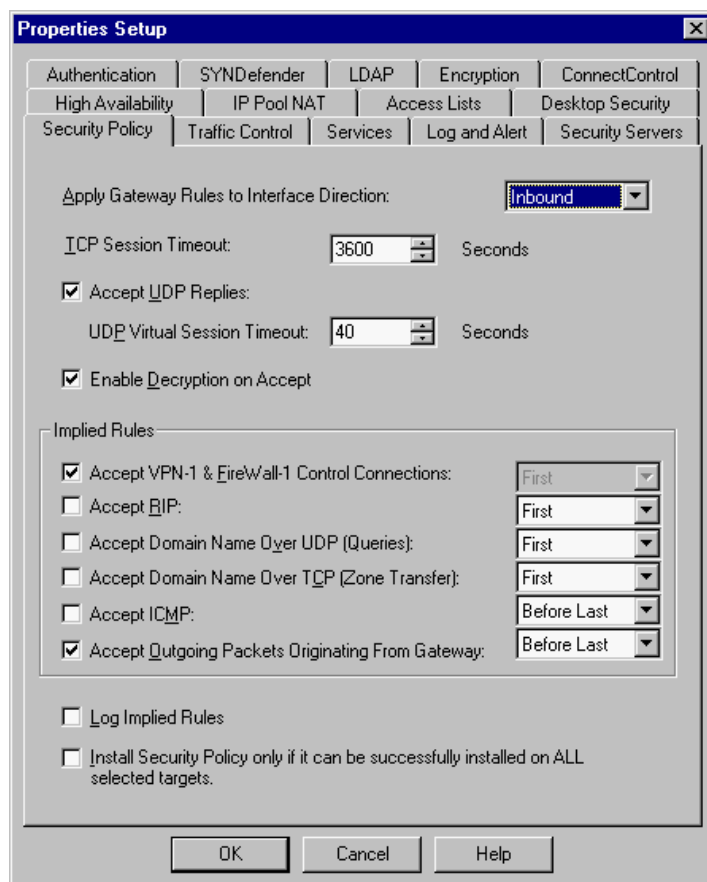 Properties Setup
Authentication SYNDefender LDAP Encryption ConnectControl
High Availability IP Pool NAT Access Lists Desktop Security
Security Policy Traffic Control Services Log and Alert Security Servers
Apply Gateway Rules to Interface Direction: Inbound
TCP Session Timeout: 3600 Seconds
Accept UDP Replies:
UDP Virtual Session Timeout: 40 Seconds
Enable Decryption on Accept
Implied Rules
Accept VPN-1 & FireWall-1 Control Connections: First
Accept RIP: First
Accept Domain Name Over UDP (Queries): First
Accept Domain Name Over TCP (Zone Transfer): First
Accept ICMP: Before Last
Accept Outgoing Packets Originating From Gateway: Before Last
Log Implied Rules
Install Security Policy only if it can be successfully installed on ALL
selected targets.
OK Cancel Help